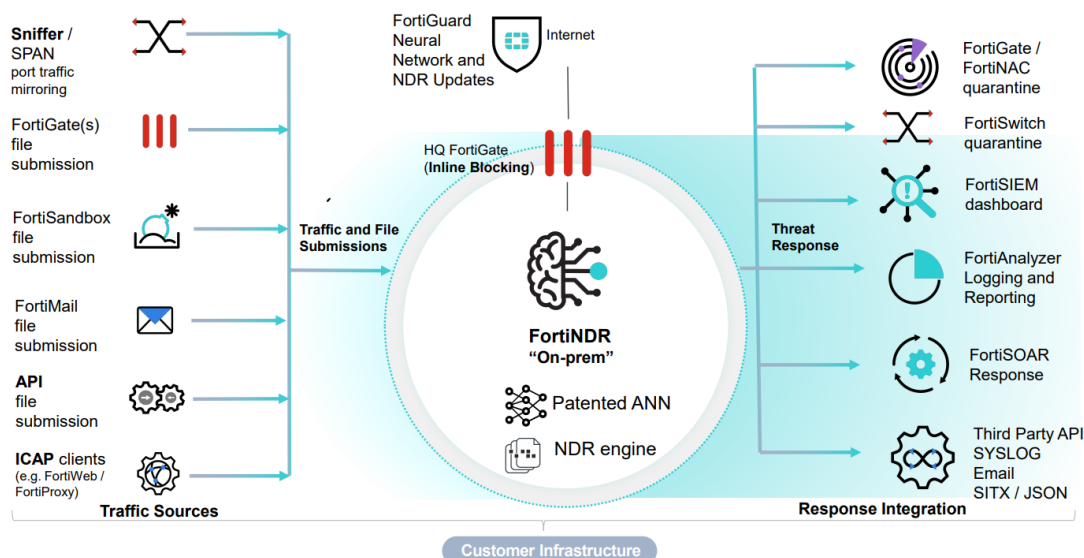 Sniffer /
SPAN
port traffic
mirroring
FortiGate(s)
file
submission
FortiSandbox
file
submission
FortiMail
file
submission
API
file
submission
ICAP clients
(e.g. FortiWeb /
FortiProxy)
Traffic Sources
Traffic and File
Submissions
FortiGuard
Neural
Network and
NDR Updates
Internet
HQ FortiGate
(Inline Blocking)
FortiNDR
“On-prem”
Patented ANN
NDR engine
Threat
Response
FortiGate /
FortiNAC
quarantine
FortiSwitch
quarantine
FortiSIEM
dashboard
FortiAnalyzer
Logging and
Reporting
FortiSOAR
Response
Third Party API
SYSLOG
Email
SITX / JSON
Response Integration
Customer Infrastructure